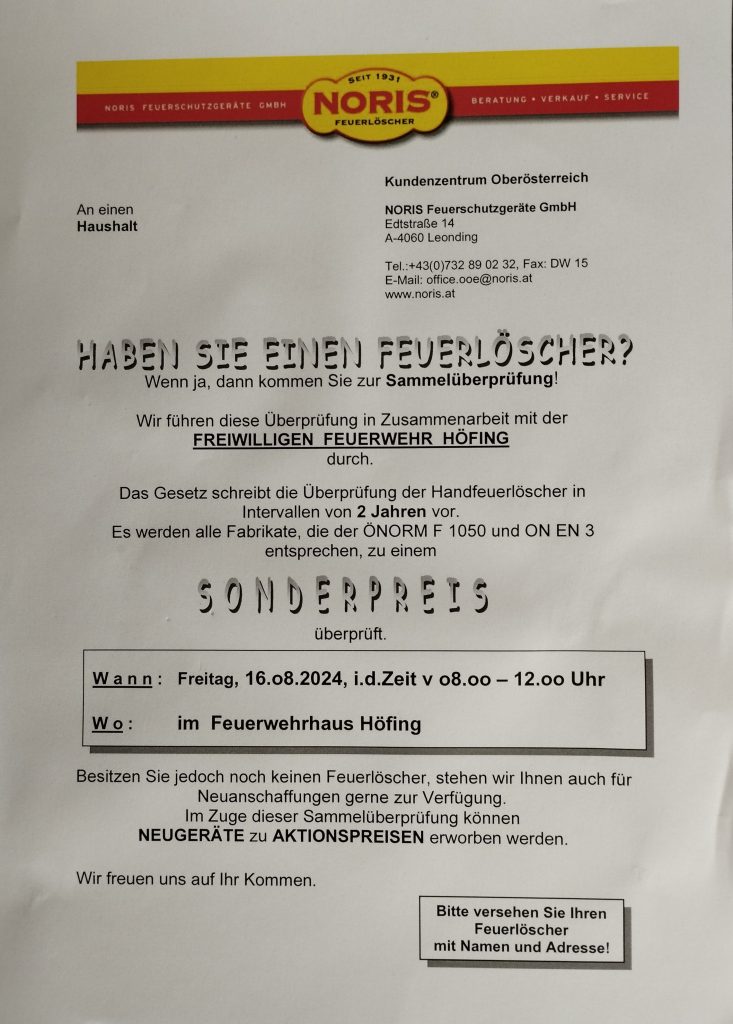 SEIT 1931
NORIS FEUERSCHUTZGERÄTE GMBH
NORIS®
BERATUNG • VERKAUF • SERVICE
FEUERLÖSCHER
Kundenzentrum Oberösterreich
An einen
Haushalt
NORIS Feuerschutzgeräte GmbH
Edtstraße 14
A-4060 Leonding
Tel.:+43(0)732 89 02 32, Fax: DW 15
E-Mail: office.ooe@noris.at
www.noris.at
HABEN SIE EINEN FEUERLÖSCHER?
Wenn ja, dann kommen Sie zur Sammelüberprüfung!
Wir führen diese Überprüfung in Zusammenarbeit mit der
FREIWILLIGEN FEUERWEHR HÖFING
durch.
Das Gesetz schreibt die Überprüfung der Handfeuerlöscher in
Intervallen von 2 Jahren vor.
Es werden alle Fabrikate, die der ÖNORM F 1050 und ON EN 3
entsprechen, zu einem
SONDERPREIS
überprüft.
Wann: Freitag, 16.o8.2024, i.d.Zeit v o8.oo – 12.oo Uhr
Wo: im Feuerwehrhaus Höfing
Besitzen Sie jedoch noch keinen Feuerlöscher, stehen wir Ihnen auch für
Neuanschaffungen gerne zur Verfügung.
Im Zuge dieser Sammelüberprüfung können
NEUGERÄTE zu AKTIONSPREISEN erworben werden.
Wir freuen uns auf Ihr Kommen.
Bitte versehen Sie Ihren
Feuerlöscher
mit Namen und Adresse!